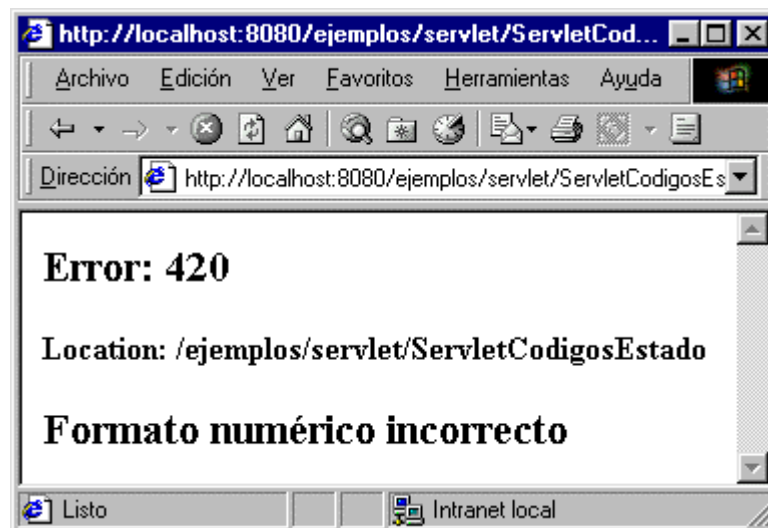 http://localhost:8080/ejemplos/servlet/ServletCod...
Archivo Edición Ver Favoritos Herramientas Ayuda
Dirección http://localhost:8080/ejemplos/servlet/ServletCodigosEs
Error: 420
Location: /ejemplos/servlet/ServletCodigosEstado
Formato numérico incorrecto
Listo Intranet local